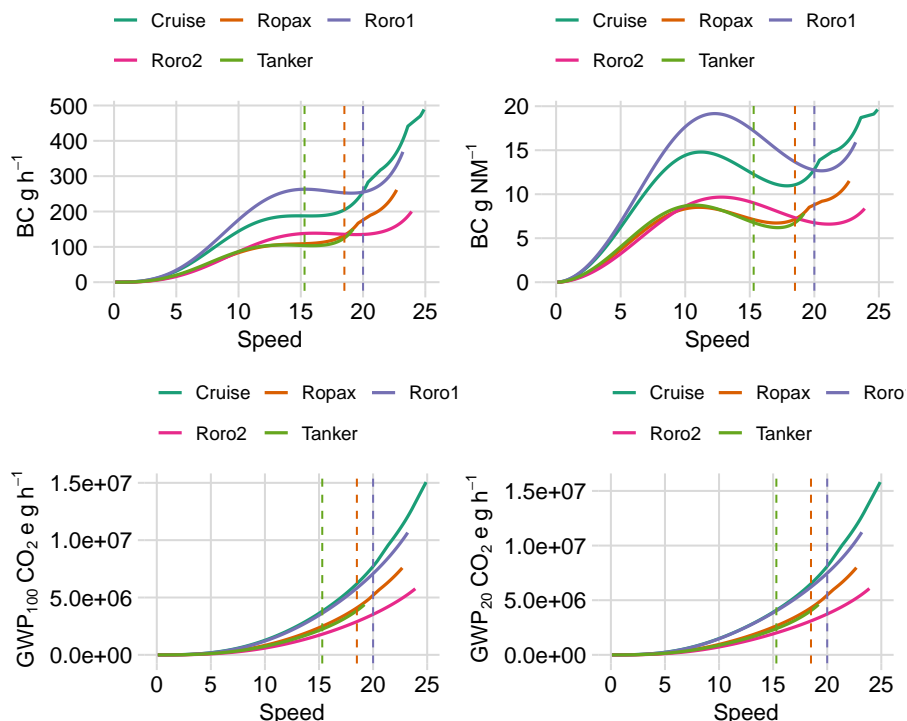 Cruise Ropax Roro1
Roro2 Tanker
BC g h⁻¹
500
400
300
200
100
0
0 5 10 15 20 25
Speed
Cruise Ropax Roro1
Roro2 Tanker
BC g NM⁻¹
20
15
10
5
0
0 5 10 15 20 25
Speed
Cruise Ropax Roro1
Roro2 Tanker
GWP₁₀₀ CO₂ e g h⁻¹
1.5e+07
1.0e+07
5.0e+06
0.0e+00
0 5 10 15 20 25
Speed
Cruise Ropax Roro
Roro2 Tanker
GWP₂₀ CO₂ e g h⁻¹
1.5e+07
1.0e+07
5.0e+06
0.0e+00
0 5 10 15 20 25
Speed